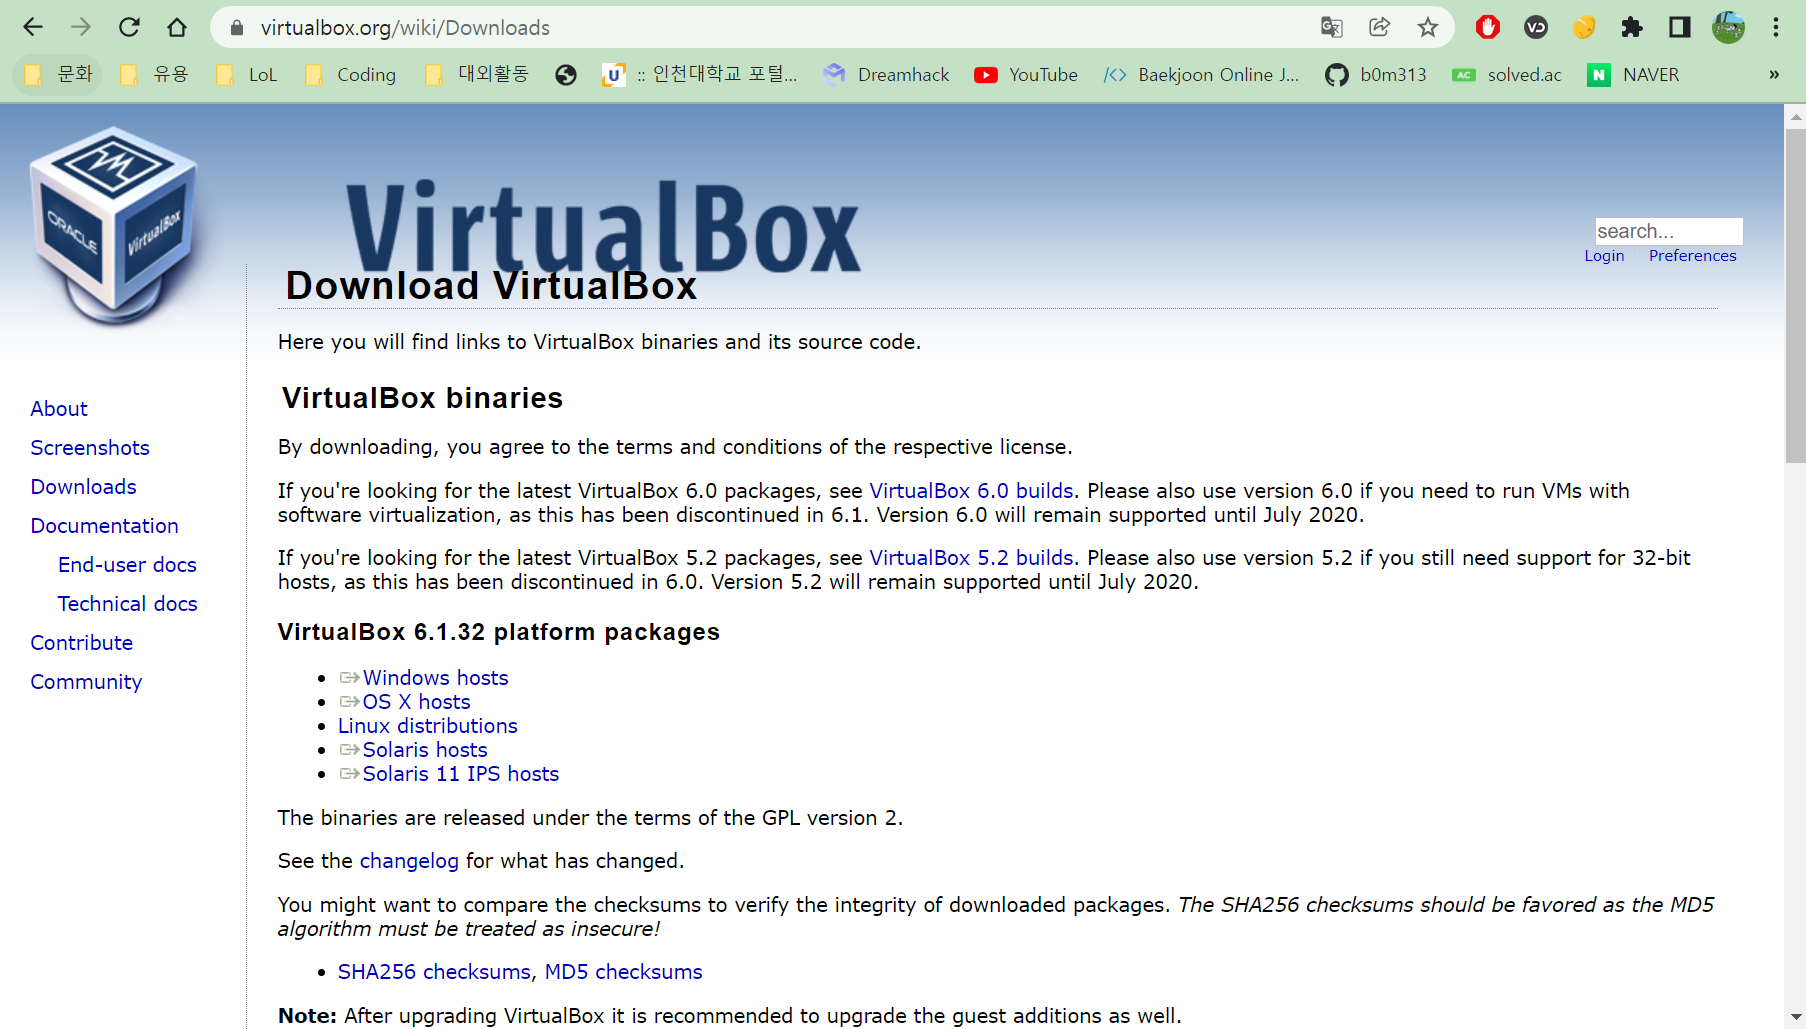 virtualbox.org/wiki/Downloads
문화 유용 LoL Coding 대외활동 :: 인천대학교 포털... Dreamhack YouTube Baekjoon Online J... b0m313 AC solved.ac N NAVER »
ORACLE VirtualBox
VirtualBox
search...
Login Preferences
Download VirtualBox
Here you will find links to VirtualBox binaries and its source code.
About
Screenshots
Downloads
Documentation
End-user docs
Technical docs
Contribute
Community
VirtualBox binaries
By downloading, you agree to the terms and conditions of the respective license.
If you're looking for the latest VirtualBox 6.0 packages, see VirtualBox 6.0 builds. Please also use version 6.0 if you need to run VMs with
software virtualization, as this has been discontinued in 6.1. Version 6.0 will remain supported until July 2020.
If you're looking for the latest VirtualBox 5.2 packages, see VirtualBox 5.2 builds. Please also use version 5.2 if you still need support for 32-bit
hosts, as this has been discontinued in 6.0. Version 5.2 will remain supported until July 2020.
VirtualBox 6.1.32 platform packages
• Windows hosts
• OS X hosts
• Linux distributions
• Solaris hosts
• Solaris 11 IPS hosts
The binaries are released under the terms of the GPL version 2.
See the changelog for what has changed.
You might want to compare the checksums to verify the integrity of downloaded packages. The SHA256 checksums should be favored as the MD5
algorithm must be treated as insecure!
• SHA256 checksums, MD5 checksums
Note: After upgrading VirtualBox it is recommended to upgrade the guest additions as well.